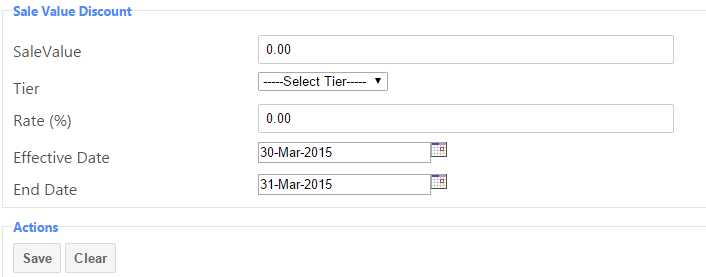 Sale Value Discount
SaleValue 0.00
Tier -----Select Tier-----
Rate (%) 0.00
Effective Date 30-Mar-2015
End Date 31-Mar-2015
Actions
Save Clear